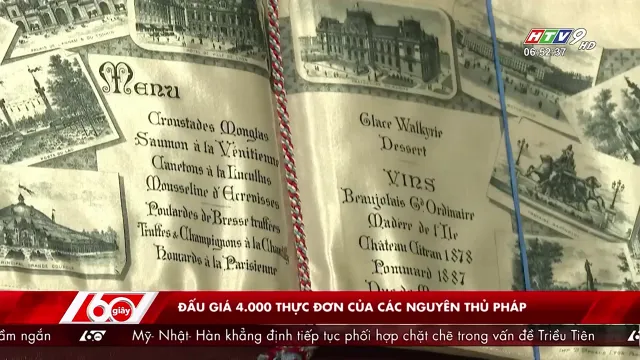 HTV9 HD
06:52:37
Menu
Croustades Monglas
Saumon à la Vénitienne
Canetons à la Lucullus
Mousseline d'Ecrevisses
Poulardes de Bresse truffées
Truffes & Champignons à la
Homards à la Parisienne
Glace Walkyrie
Dessert
VINS
Beaujolais Gd Ordinaire
Madère de l'Ile
Château Citran 1878
Pommard 1887
60 giây
ĐẤU GIÁ 4.000 THỰC ĐƠN CỦA CÁC NGUYÊN THỦ PHÁP
ầm ngắn 60 Mỹ- Nhật- Hàn khẳng định tiếp tục phối hợp chặt chẽ trong vấn đề Triều Tiên